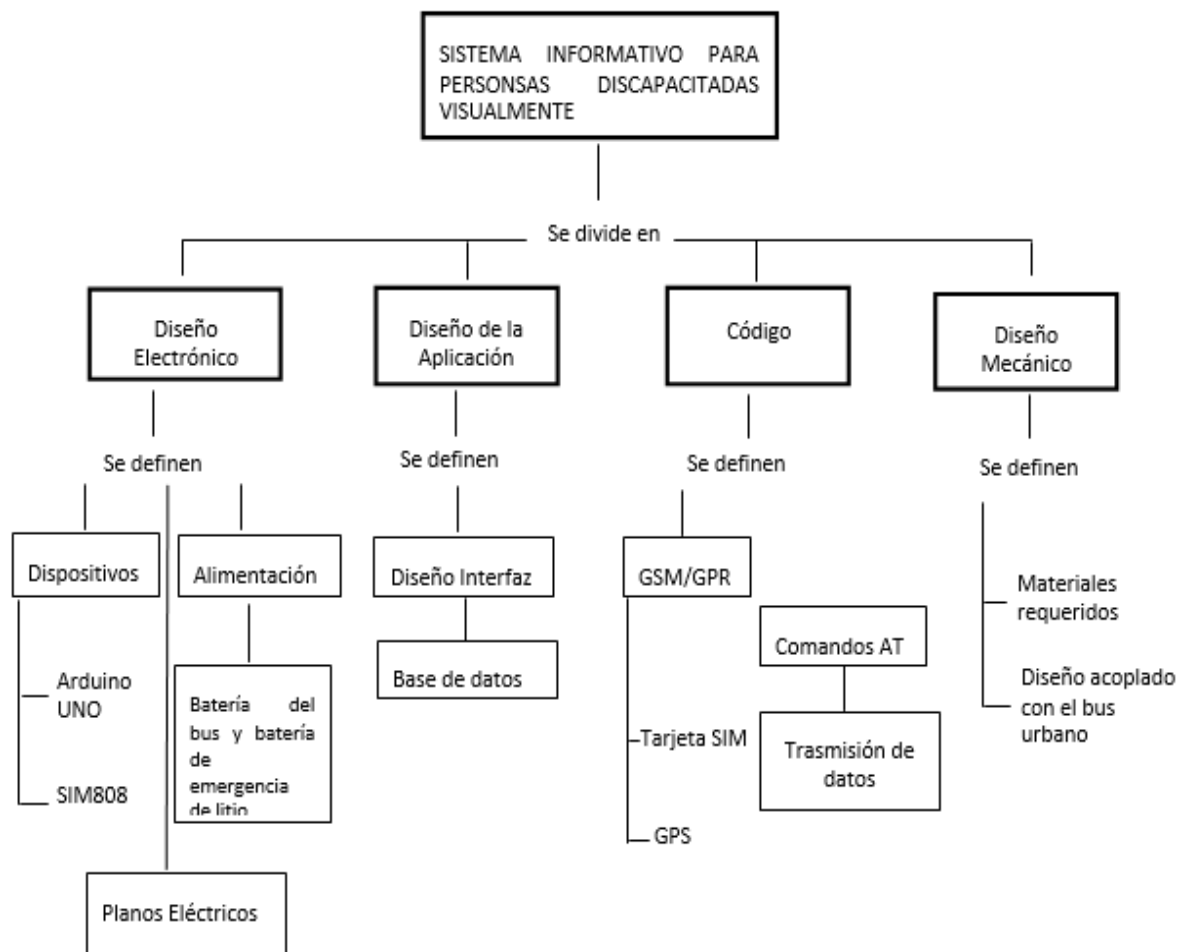 SISTEMA INFORMATIVO PARA
PERSONSAS DISCAPACITADAS
VISUALMENTE
Se divide en
Diseño
Electrónico
Diseño de la
Aplicación
Código
Diseño
Mecánico
Se definen
Se definen
Se definen
Se definen
Dispositivos
Alimentación
Diseño Interfaz
GSM/GPR
Materiales
requeridos
Comandos AT
Base de datos
Arduino
UNO
Batería del
bus y batería
de
emergencia
de litio
Diseño acoplado
con el bus
urbano
Tarjeta SIM
Trasmisión de
datos
SIM808
GPS
Planos Eléctricos